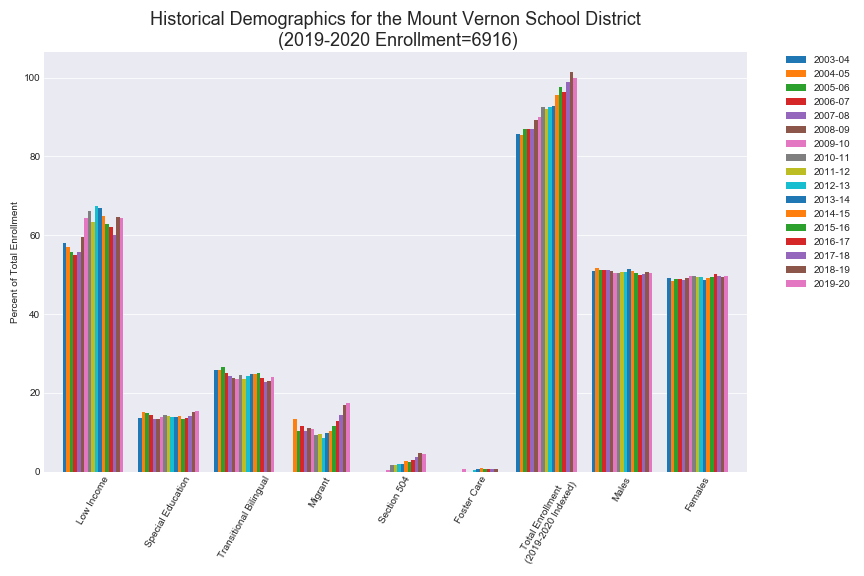 Historical Demographics for the Mount Vernon School District
(2019-2020 Enrollment=6916)
Percent of Total Enrollment
100
80
60
40
20
0
Low Income
Special Education
Transitional Bilingual
Migrant
Section 504
Foster Care
Total Enrollment
(2019-2020 Indexed)
Males
Females
2003-04
2004-05
2005-06
2006-07
2007-08
2008-09
2009-10
2010-11
2011-12
2012-13
2013-14
2014-15
2015-16
2016-17
2017-18
2018-19
2019-20